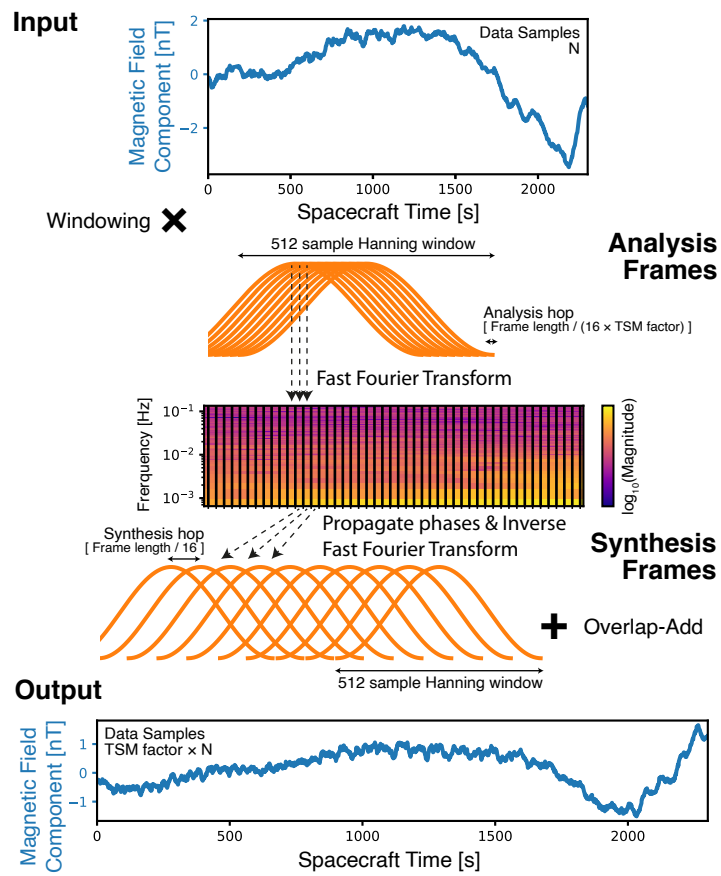 Input
Magnetic Field
Component [nT]
2
0
−2
Data Samples
N
0
500
1000
1500
2000
Spacecraft Time [s]
Windowing ×
512 sample Hanning window
Analysis
Frames
Analysis hop
[ Frame length / (16 × TSM factor) ]
Fast Fourier Transform
Frerquency [Hz]
10⁻¹
10⁻²
10⁻³
log₁₀(Magnitude)
Synthesis hop
[ Frame length / 16 ]
Propagate phases & Inverse
Fast Fourier Transform
Synthesis
Frames
+ Overlap-Add
512 sample Hanning window
Output
Magnetic Field
Component [nT]
1
0
−1
Data Samples
TSM factor × N
0
500
1000
1500
2000
Spacecraft Time [s]